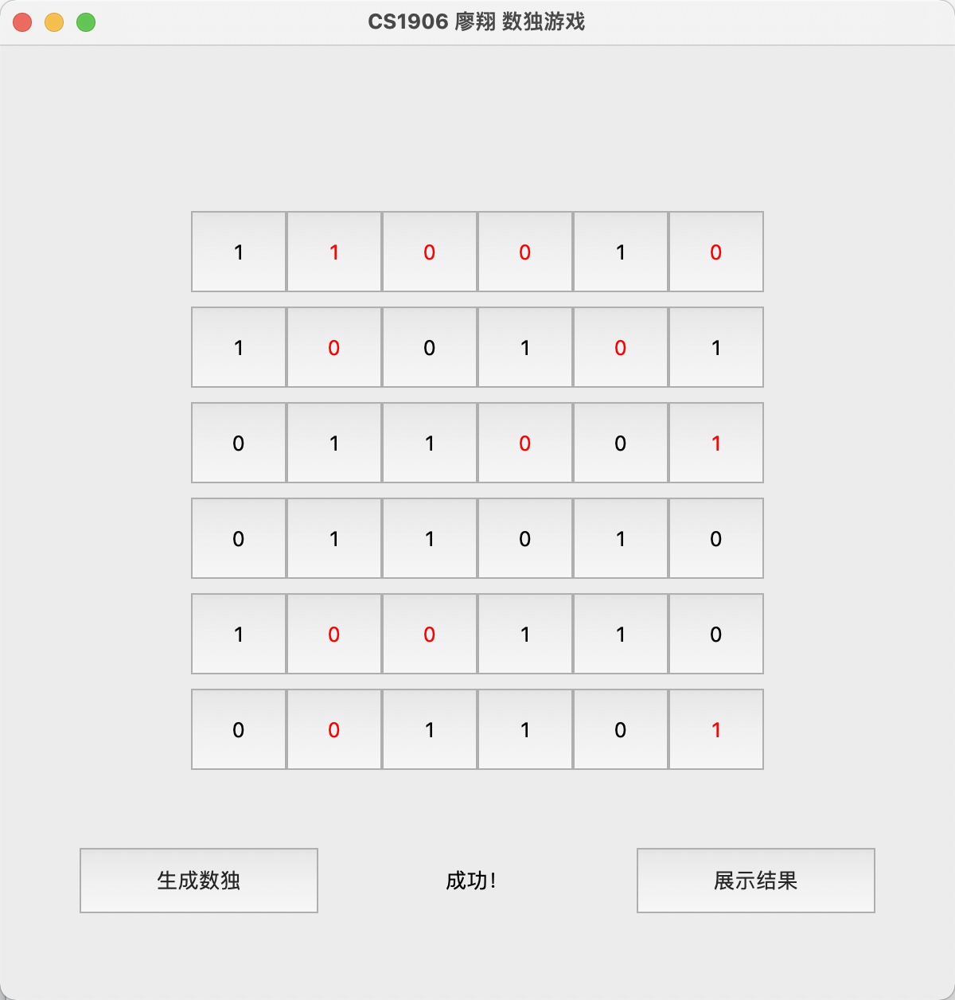 CS1906 廖翔 数独游戏
1 1 0 0 1 0
1 0 0 1 0 1
0 1 1 0 0 1
0 1 1 0 1 0
1 0 0 1 1 0
0 0 1 1 0 1
生成数独 成功! 展示结果